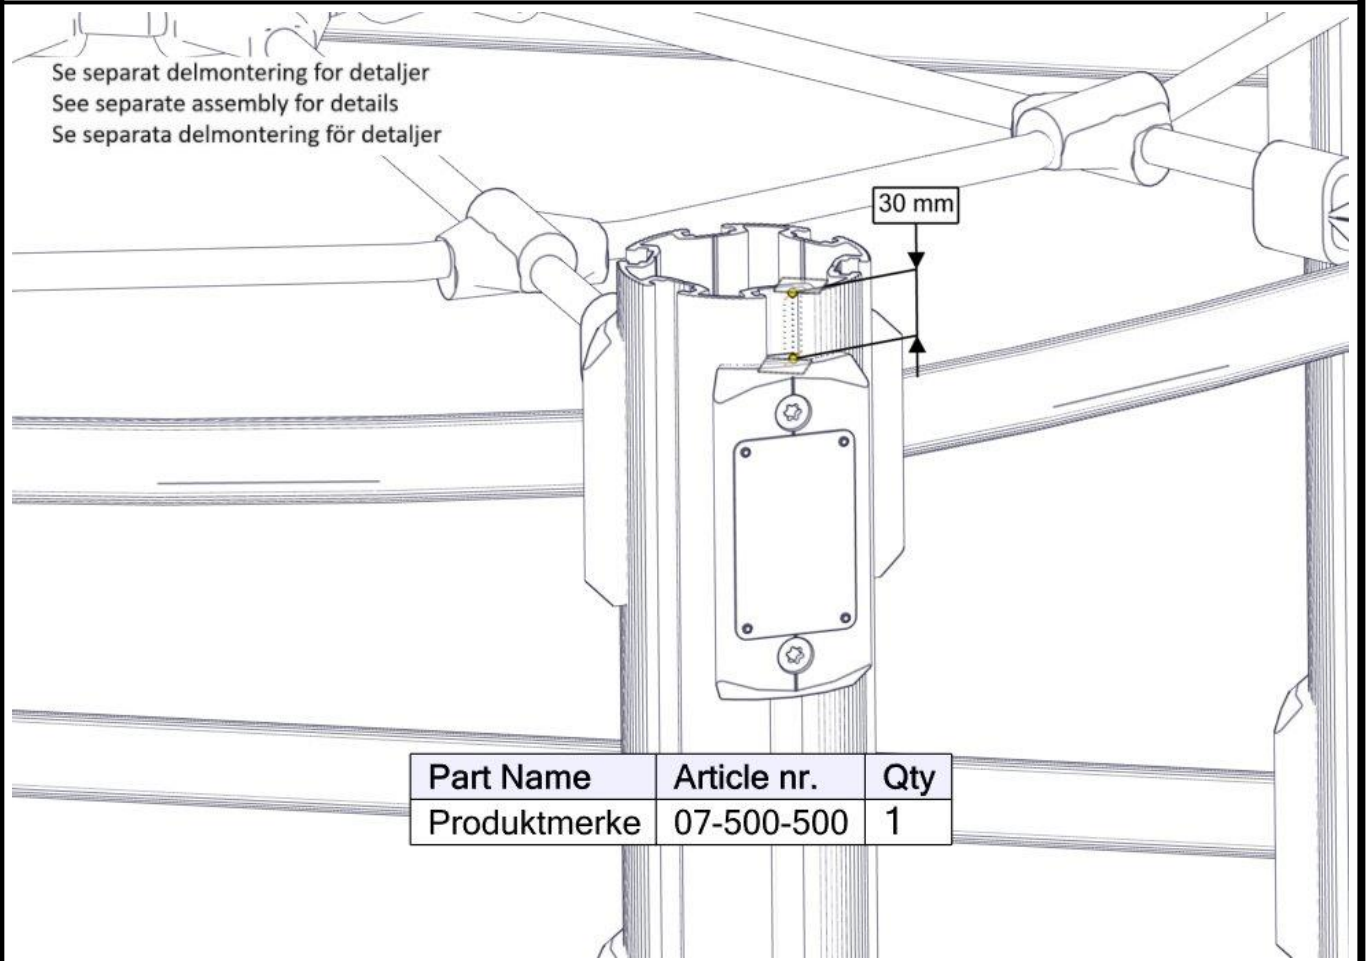 Se separat delmontering for detaljer
See separate assembly for details
Se separata delmontering för detaljer
30 mm
Part Name Article nr. Qty
Produktmerke 07-500-500 1